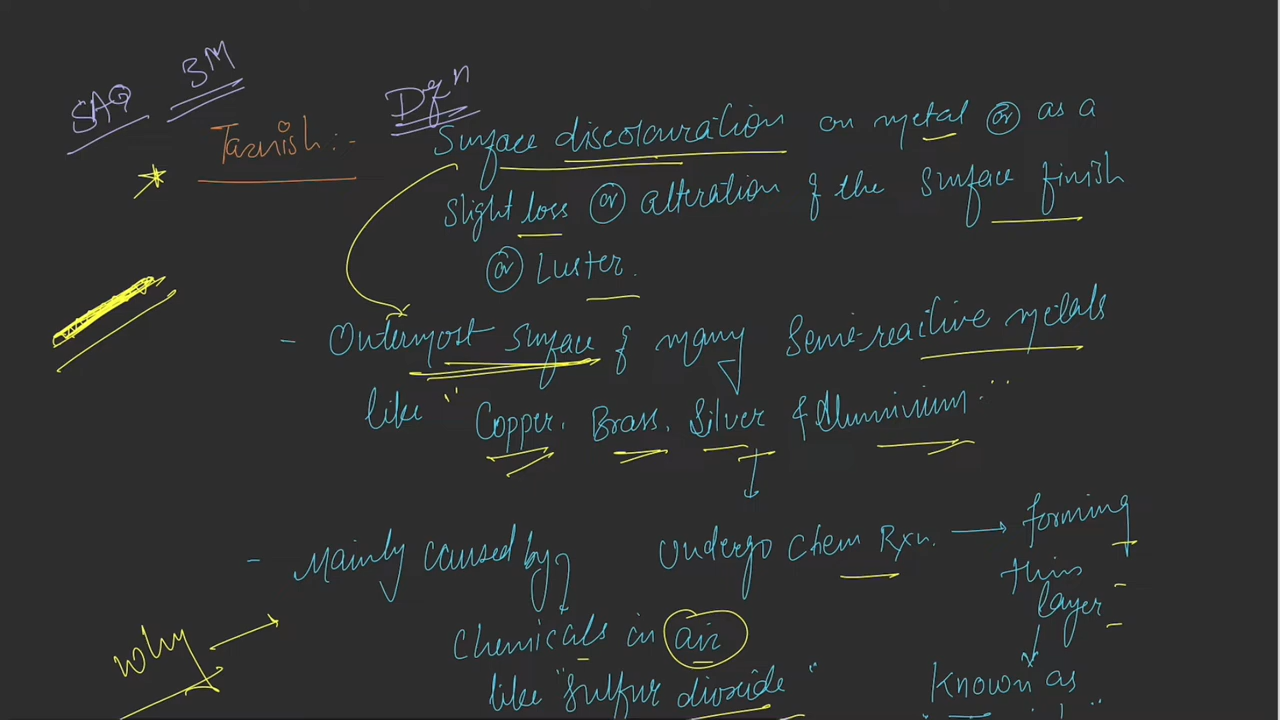 SAQ 3M
Tarnish :- Defn Surface discolouration on metal or as a
slight loss or alteration of the surface finish
or Luster.
- Outermost surface of many Semi-reactive metals
like "Copper, Brass, Silver & Aluminium."
- Mainly caused by Undergo Chem Rxn. → forming
thin
layer
why → Chemicals in air
like "Sulfur dioxide" Known as